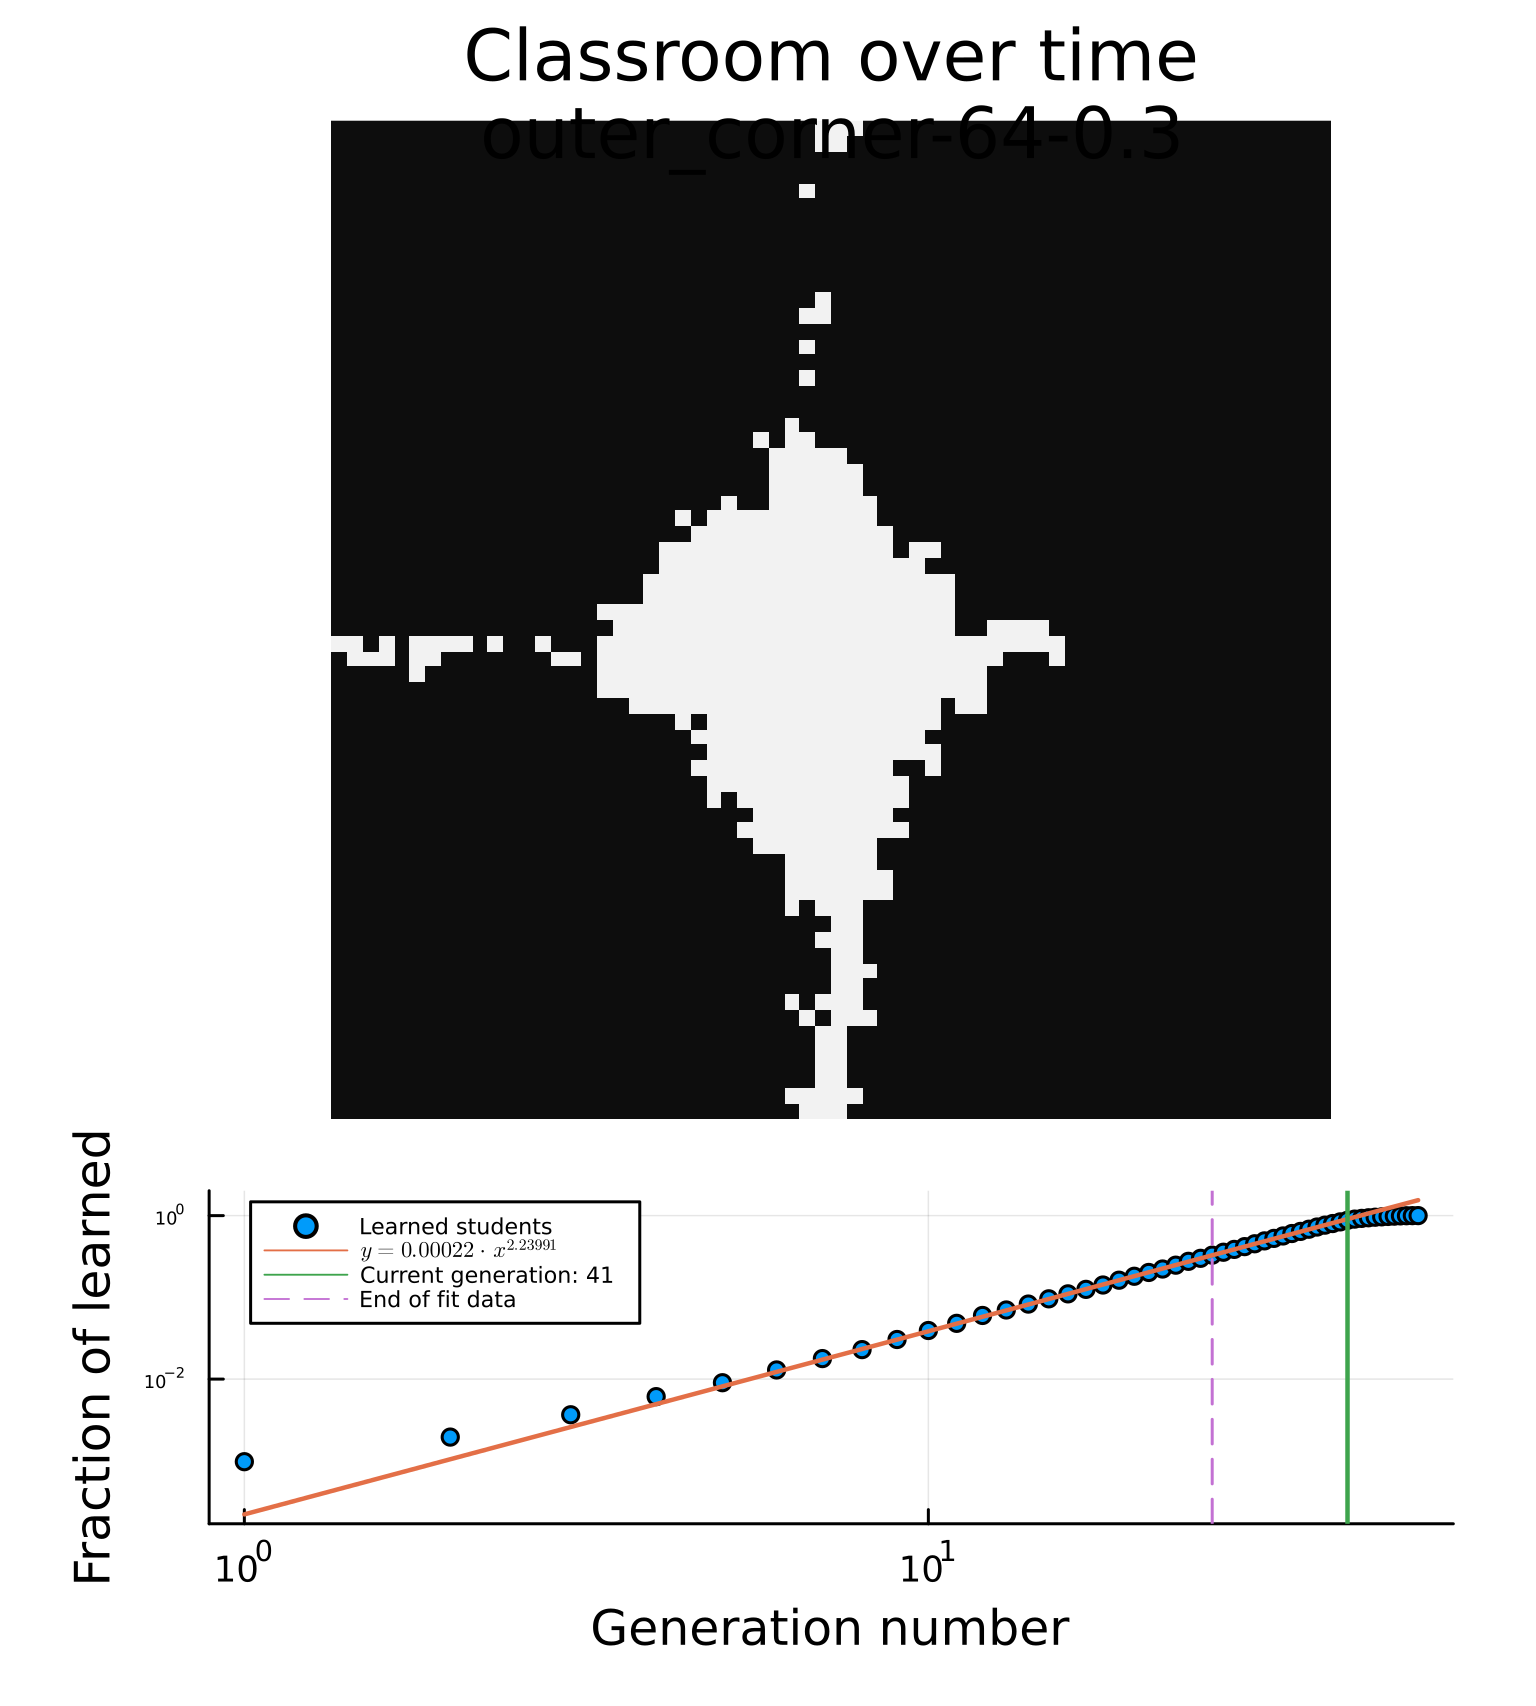 Classroom over time
outer_corner-64-0.3
Fraction of learned
10⁰
10⁻²
Learned students
y = 0.00022 · x^2.23991
Current generation: 41
End of fit data
10⁰
10¹
Generation number